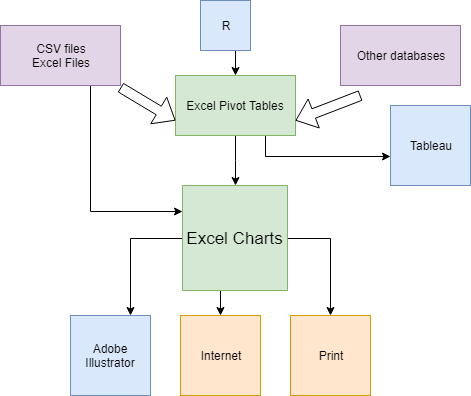 R
CSV files
Excel Files
Other databases
Excel Pivot Tables
Tableau
Excel Charts
Adobe
Illustrator
Internet
Print